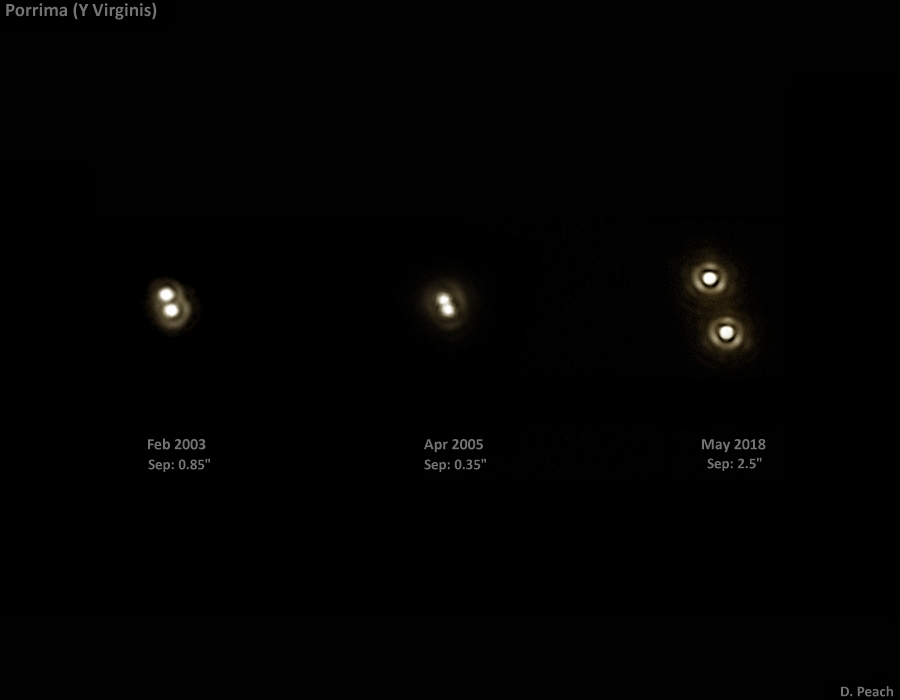 Porrima (Y Virginis)
Feb 2003
Sep: 0.85"
Apr 2005
Sep: 0.35"
May 2018
Sep: 2.5"
D. Peach